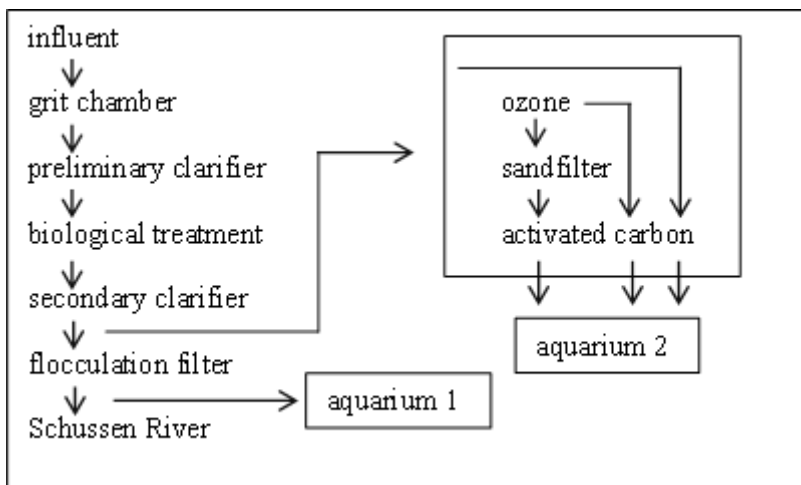 influent
grit chamber
preliminary clarifier
biological treatment
secondary clarifier
flocculation filter
Schussen River
aquarium 1
ozone
sandfilter
activated carbon
aquarium 2